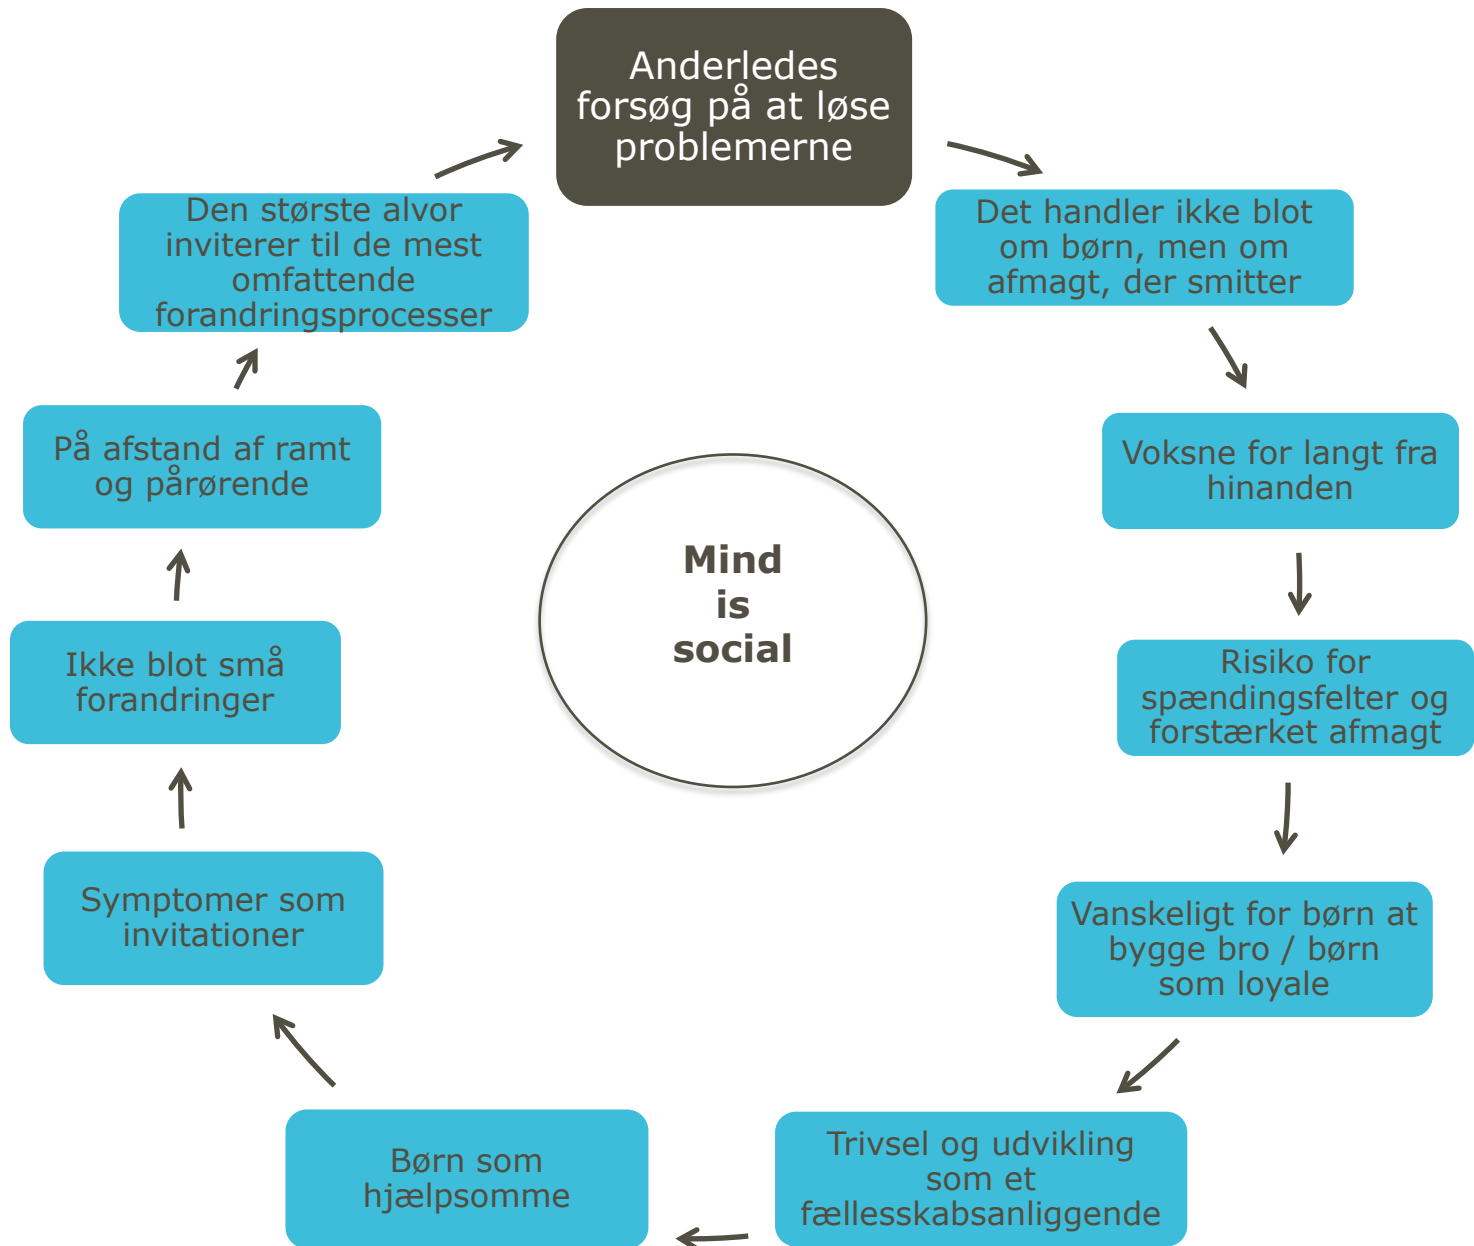 Anderledes
forsøg på at løse
problemerne
Det handler ikke blot
om børn, men om
afmagt, der smitter
Voksne for langt fra
hinanden
Risiko for
spændingsfelter og
forstærket afmagt
Vanskeligt for børn at
bygge bro / børn
som loyale
Trivsel og udvikling
som et
fællesskabsanliggende
Børn som
hjælpsomme
Symptomer som
invitationer
Ikke blot små
forandringer
På afstand af ramt
og pårørende
Den største alvor
inviterer til de mest
omfattende
forandringsprocesser
Mind
is
social